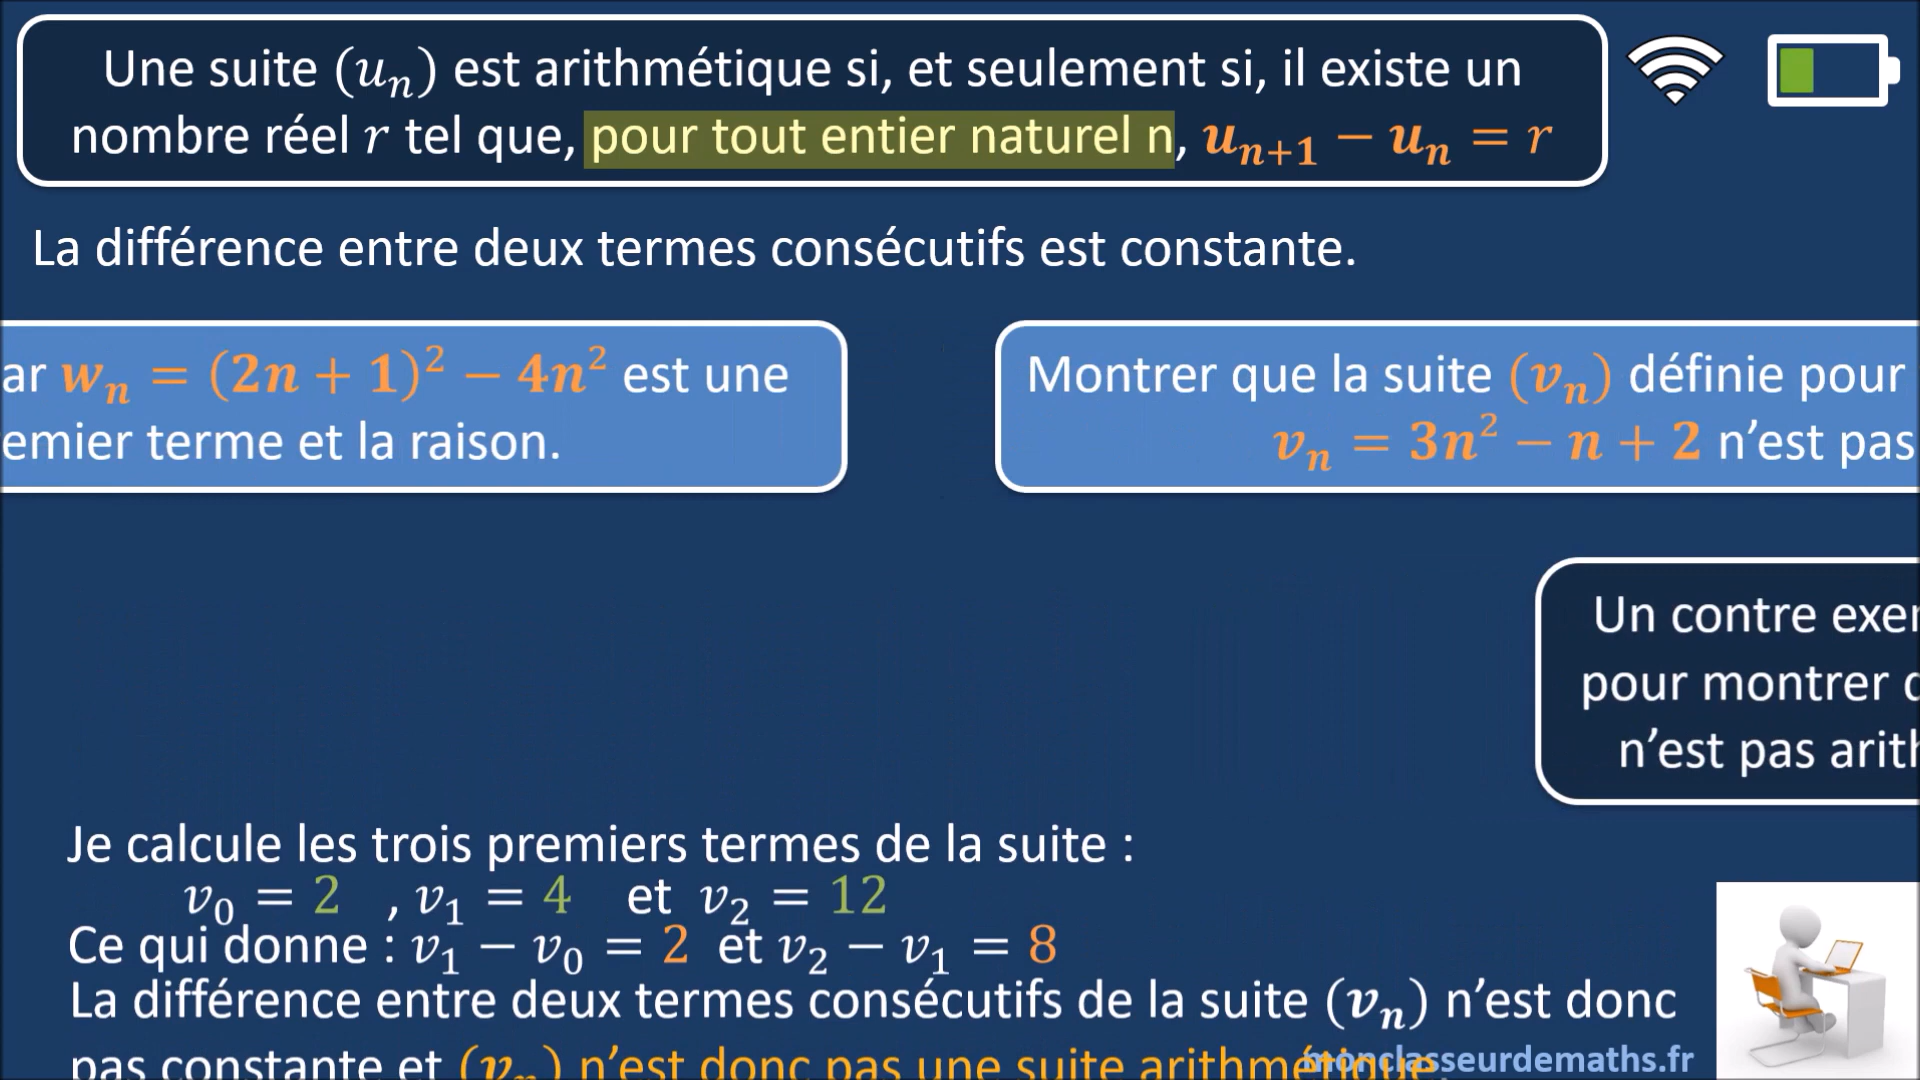 Une suite (uₙ) est arithmétique si, et seulement si, il existe un
nombre réel r tel que, pour tout entier naturel n, uₙ₊₁ − uₙ = r
La différence entre deux termes consécutifs est constante.
ar wₙ = (2n + 1)² − 4n² est une
emier terme et la raison.
Montrer que la suite (vₙ) définie pour
vₙ = 3n² − n + 2 n’est pas
Un contre exem
pour montrer q
n’est pas arith
Je calcule les trois premiers termes de la suite :
v₀ = 2 , v₁ = 4 et v₂ = 12
Ce qui donne : v₁ − v₀ = 2 et v₂ − v₁ = 8
La différence entre deux termes consécutifs de la suite (vₙ) n’est donc
pas constante et (vₙ) n’est donc pas une suite arithmétique
monclasseurdemaths.fr